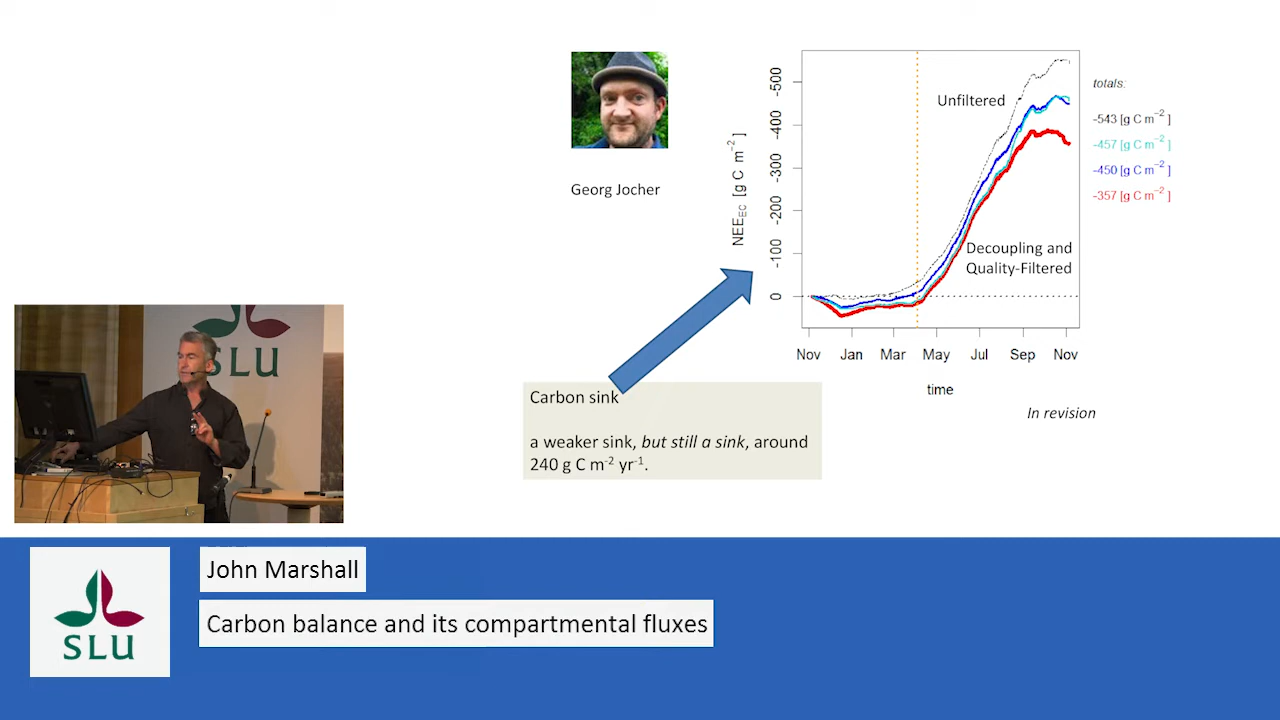 Georg Jocher
NEE_EC [g C m⁻²]
-500
-400
-300
-200
-100
0
Unfiltered
Decoupling and
Quality-Filtered
Nov Jan Mar May Jul Sep Nov
time
totals:
-543 [g C m⁻²]
-457 [g C m⁻²]
-450 [g C m⁻²]
-357 [g C m⁻²]
In revision
Carbon sink
a weaker sink, but still a sink, around
240 g C m⁻² yr⁻¹.
SLU
SLU
John Marshall
Carbon balance and its compartmental fluxes